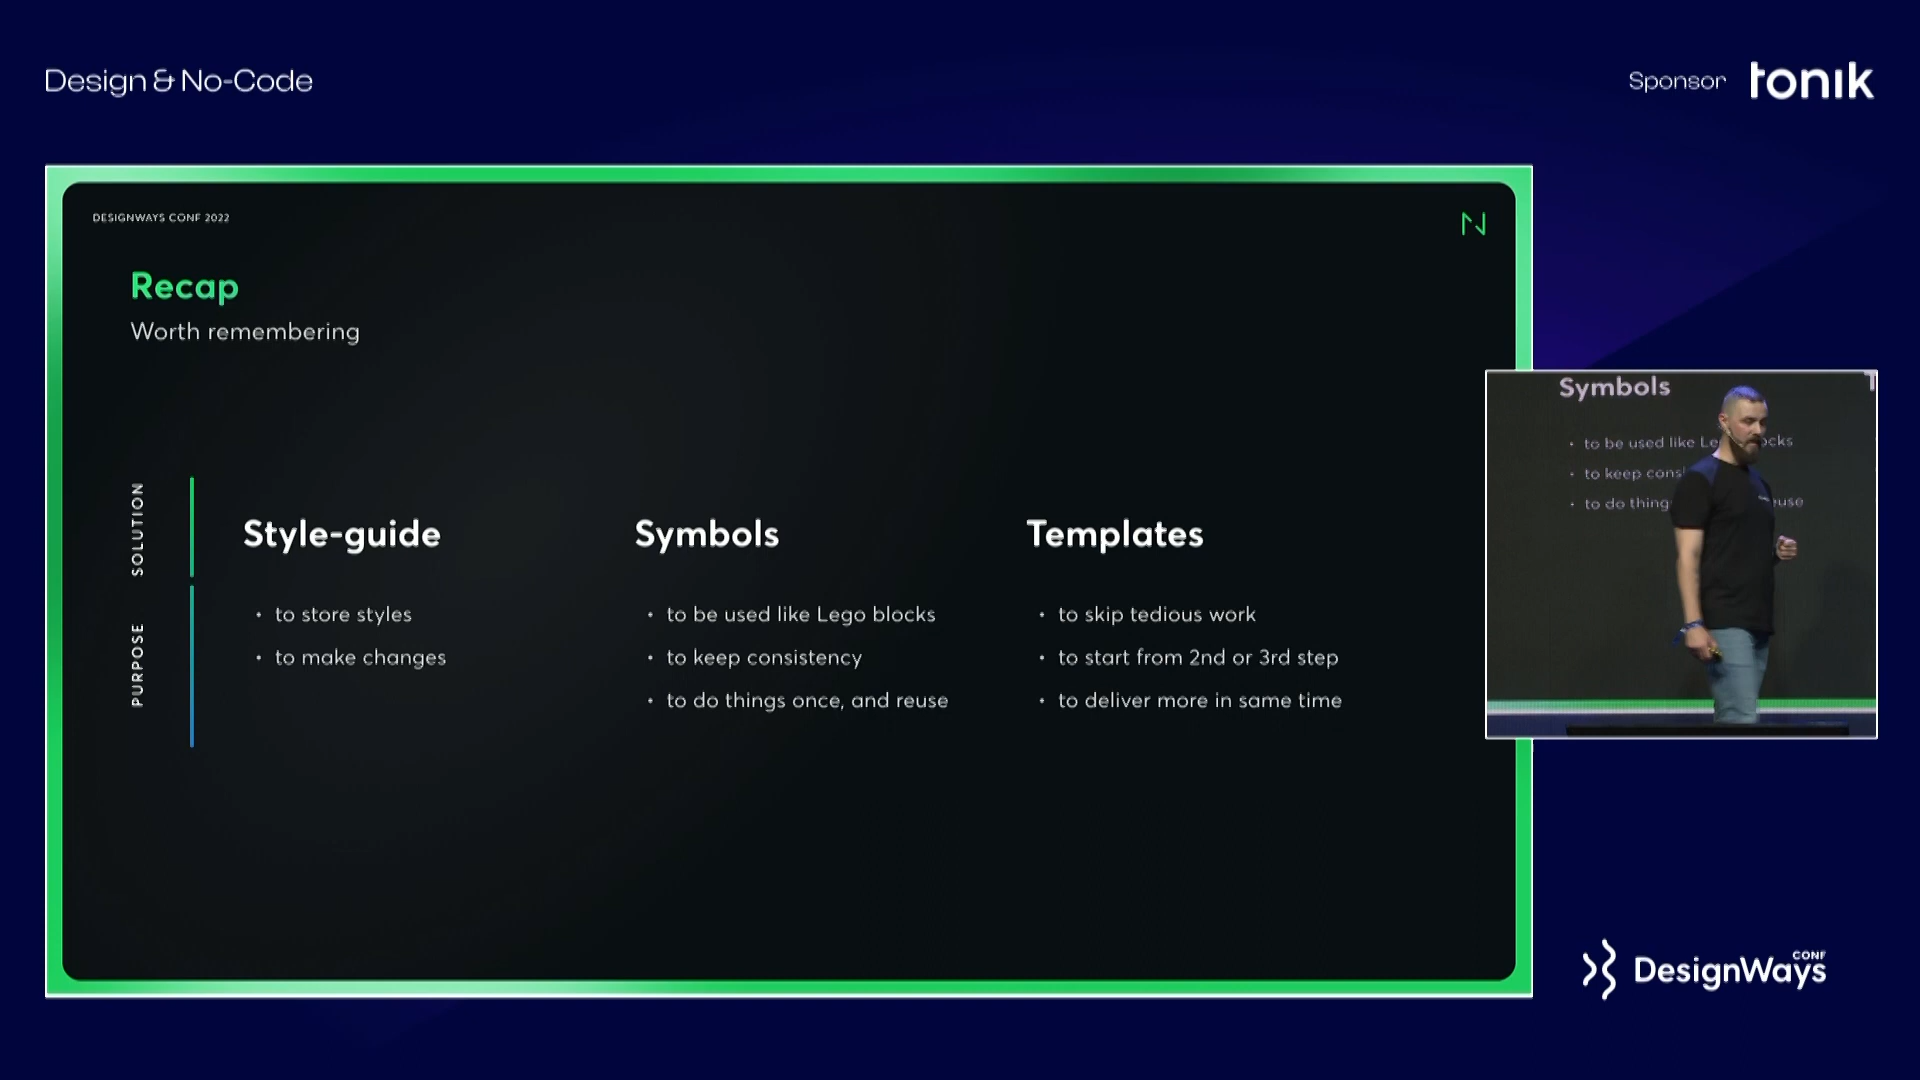 Design & No-Code
Sponsor tonik
DESIGNWAYS CONF 2022
Recap
Worth remembering
SOLUTION
PURPOSE
Style-guide
• to store styles
• to make changes
Symbols
• to be used like Lego blocks
• to keep consistency
• to do things once, and reuse
Templates
• to skip tedious work
• to start from 2nd or 3rd step
• to deliver more in same time
Symbols
• to be used like
• to keep
• to do
DesignWays CONF